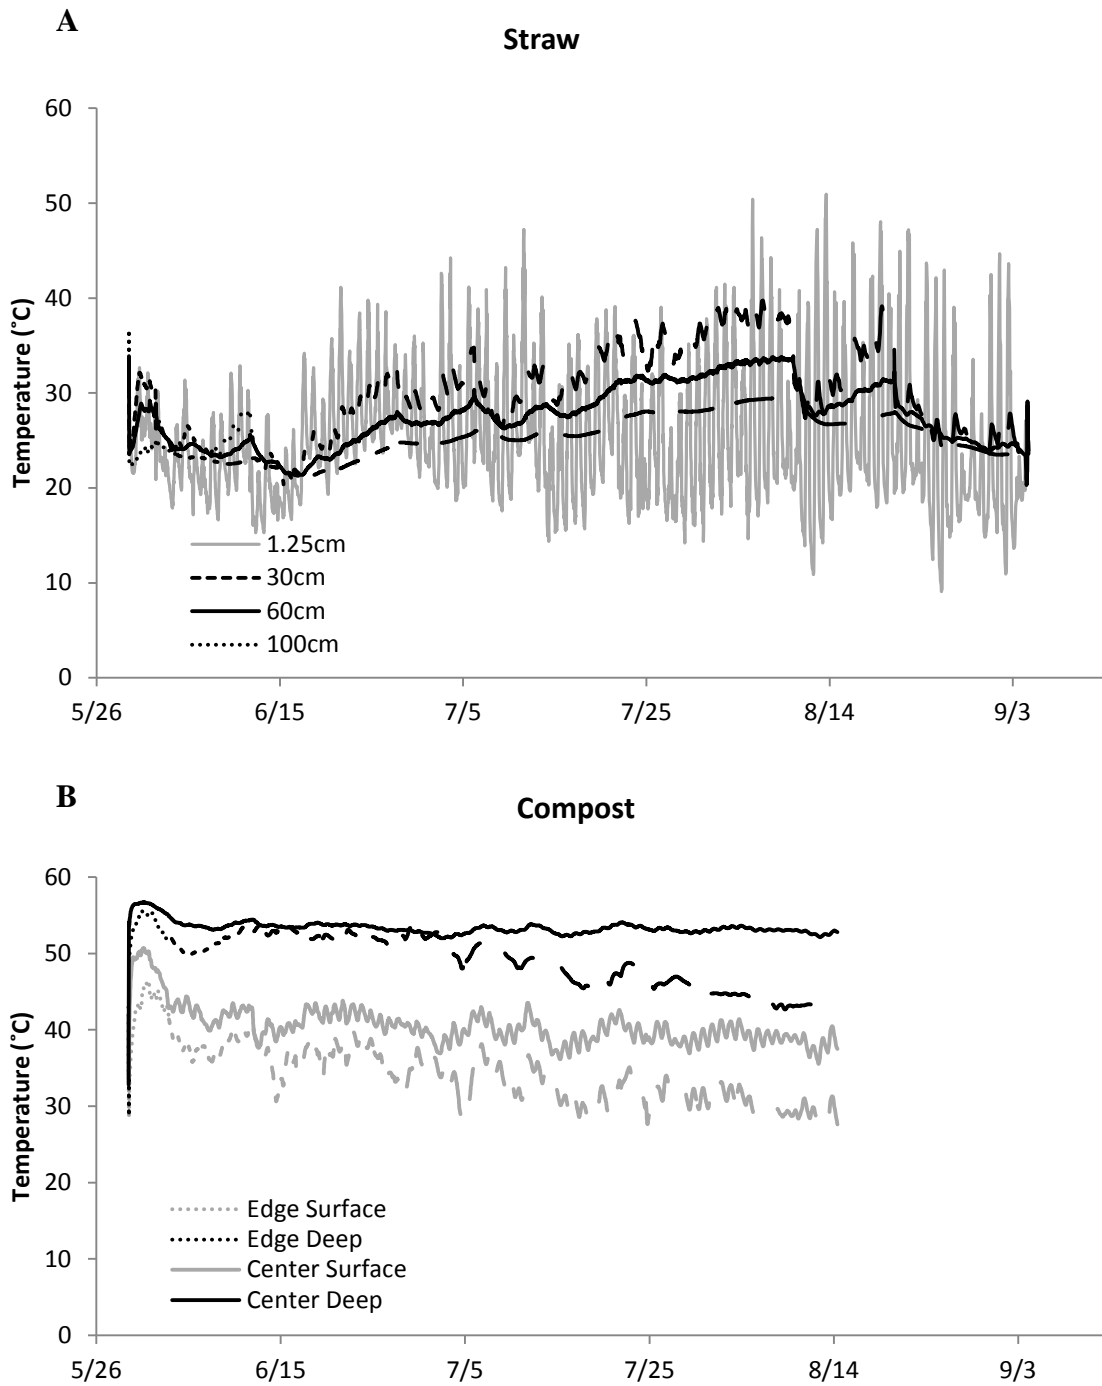 A
Straw
60
50
40
30
20
10
0
Temperature (˚C)
1.25cm
30cm
60cm
100cm
5/26 6/15 7/5 7/25 8/14 9/3
B
Compost
60
50
40
30
20
10
0
Temperature (˚C)
Edge Surface
Edge Deep
Center Surface
Center Deep
5/26 6/15 7/5 7/25 8/14 9/3